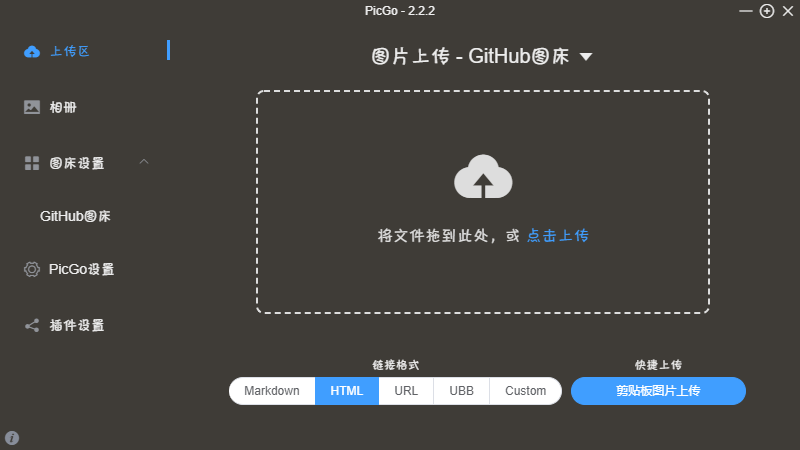 PicGo - 2.2.2
上传区
相册
图床设置
GitHub图床
PicGo设置
插件设置
图片上传 - GitHub图床
将文件拖到此处，或 点击上传
链接格式
Markdown HTML URL UBB Custom
快捷上传
剪贴板图片上传